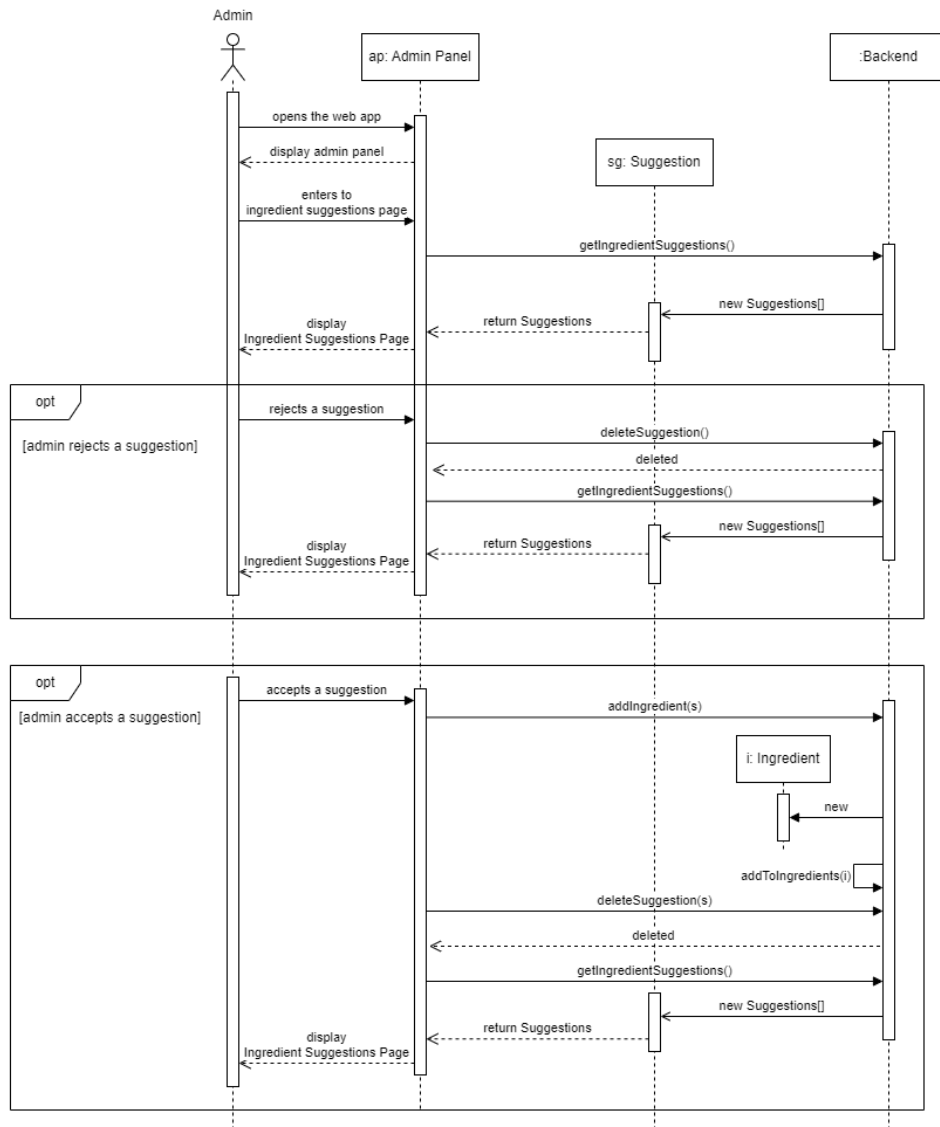 Admin
ap: Admin Panel
:Backend
opens the web app
display admin panel
sg: Suggestion
enters to
ingredient suggestions page
getIngredientSuggestions()
new Suggestions[]
return Suggestions
display
Ingredient Suggestions Page
opt
rejects a suggestion
[admin rejects a suggestion]
deleteSuggestion()
deleted
getIngredientSuggestions()
new Suggestions[]
return Suggestions
display
Ingredient Suggestions Page
opt
accepts a suggestion
[admin accepts a suggestion]
addIngredient(s)
i: Ingredient
new
addToIngredients(i)
deleteSuggestion(s)
deleted
getIngredientSuggestions()
new Suggestions[]
return Suggestions
display
Ingredient Suggestions Page